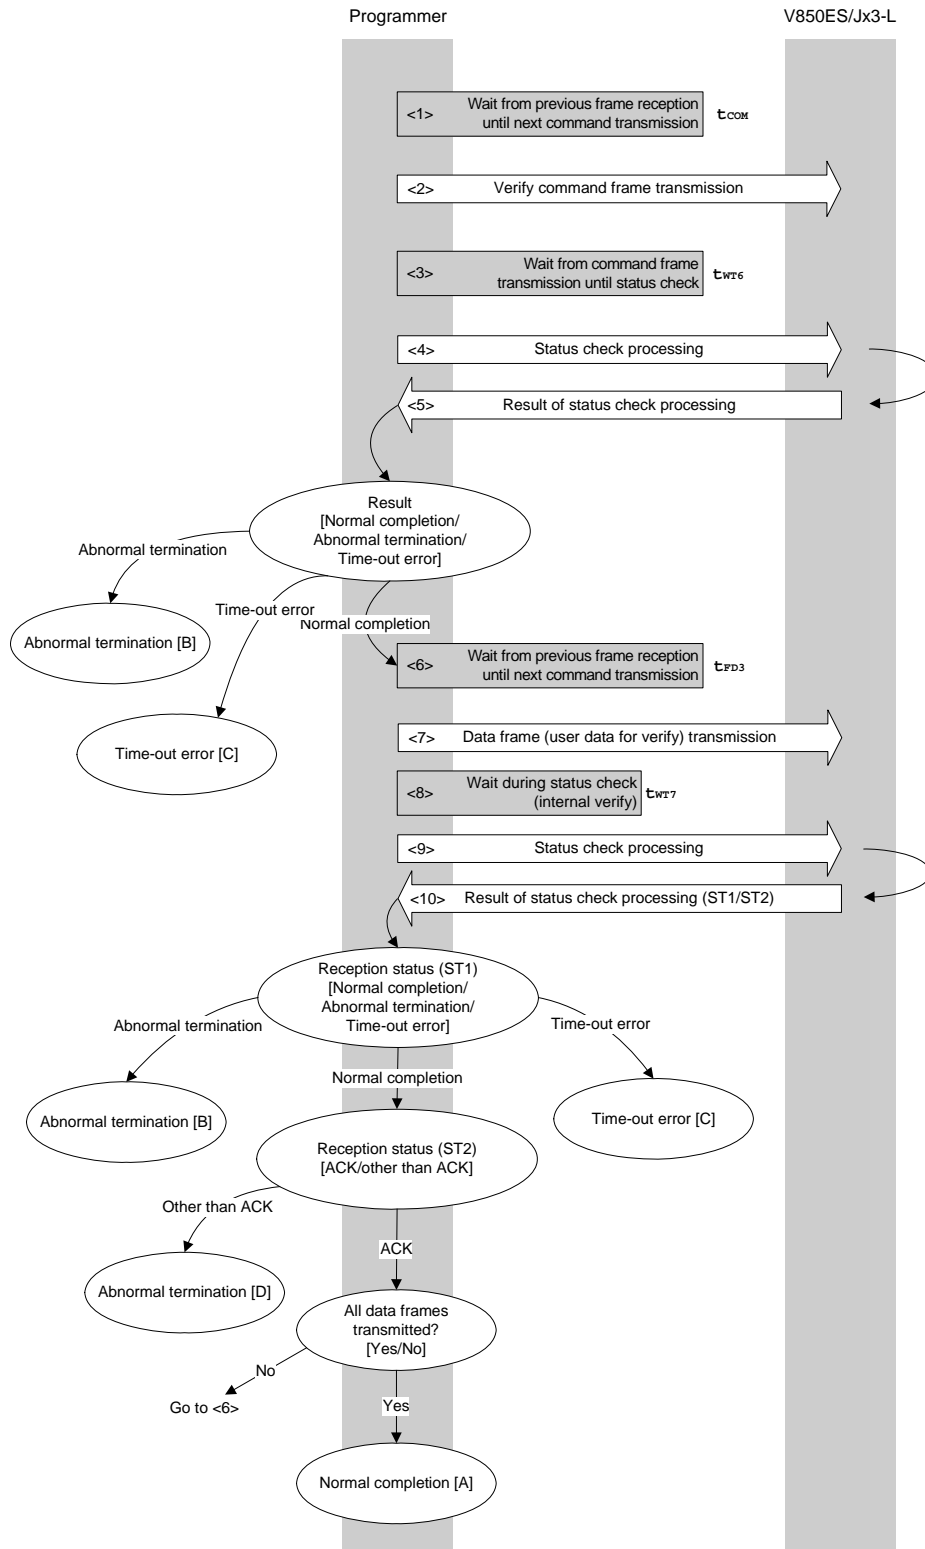 Programmer
V850ES/Jx3-L
<1> Wait from previous frame reception
until next command transmission
tCOM
<2> Verify command frame transmission
<3> Wait from command frame
transmission until status check
tWT6
<4> Status check processing
<5> Result of status check processing
Result
[Normal completion/
Abnormal termination/
Time-out error]
Abnormal termination
Time-out error
Normal completion
Abnormal termination [B]
<6> Wait from previous frame reception
until next command transmission
tFD3
Time-out error [C]
<7> Data frame (user data for verify) transmission
<8> Wait during status check
(internal verify)
tWT7
<9> Status check processing
<10> Result of status check processing (ST1/ST2)
Reception status (ST1)
[Normal completion/
Abnormal termination/
Time-out error]
Abnormal termination
Time-out error
Normal completion
Abnormal termination [B]
Time-out error [C]
Reception status (ST2)
[ACK/other than ACK]
Other than ACK
ACK
Abnormal termination [D]
All data frames
transmitted?
[Yes/No]
No
Go to <6>
Yes
Normal completion [A]